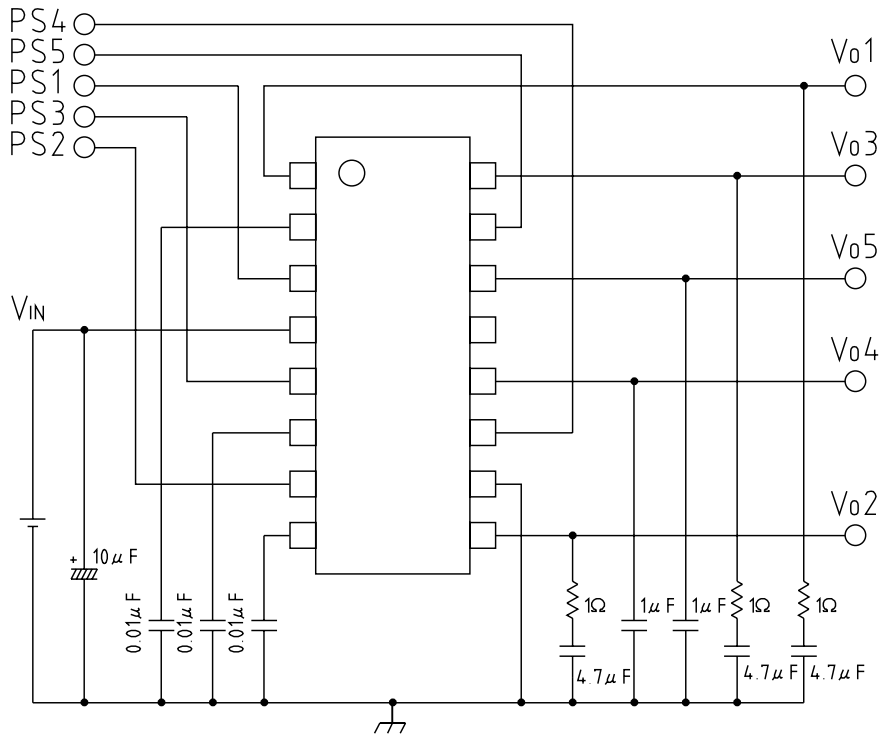 PS4
PS5
PS1
PS3
PS2
Vo1
Vo3
Vo5
VIN
Vo4
Vo2
+ 10μF
0.01μF
0.01μF
0.01μF
1Ω
1μF
1μF
1Ω
1Ω
4.7μF
4.7μF
4.7μF